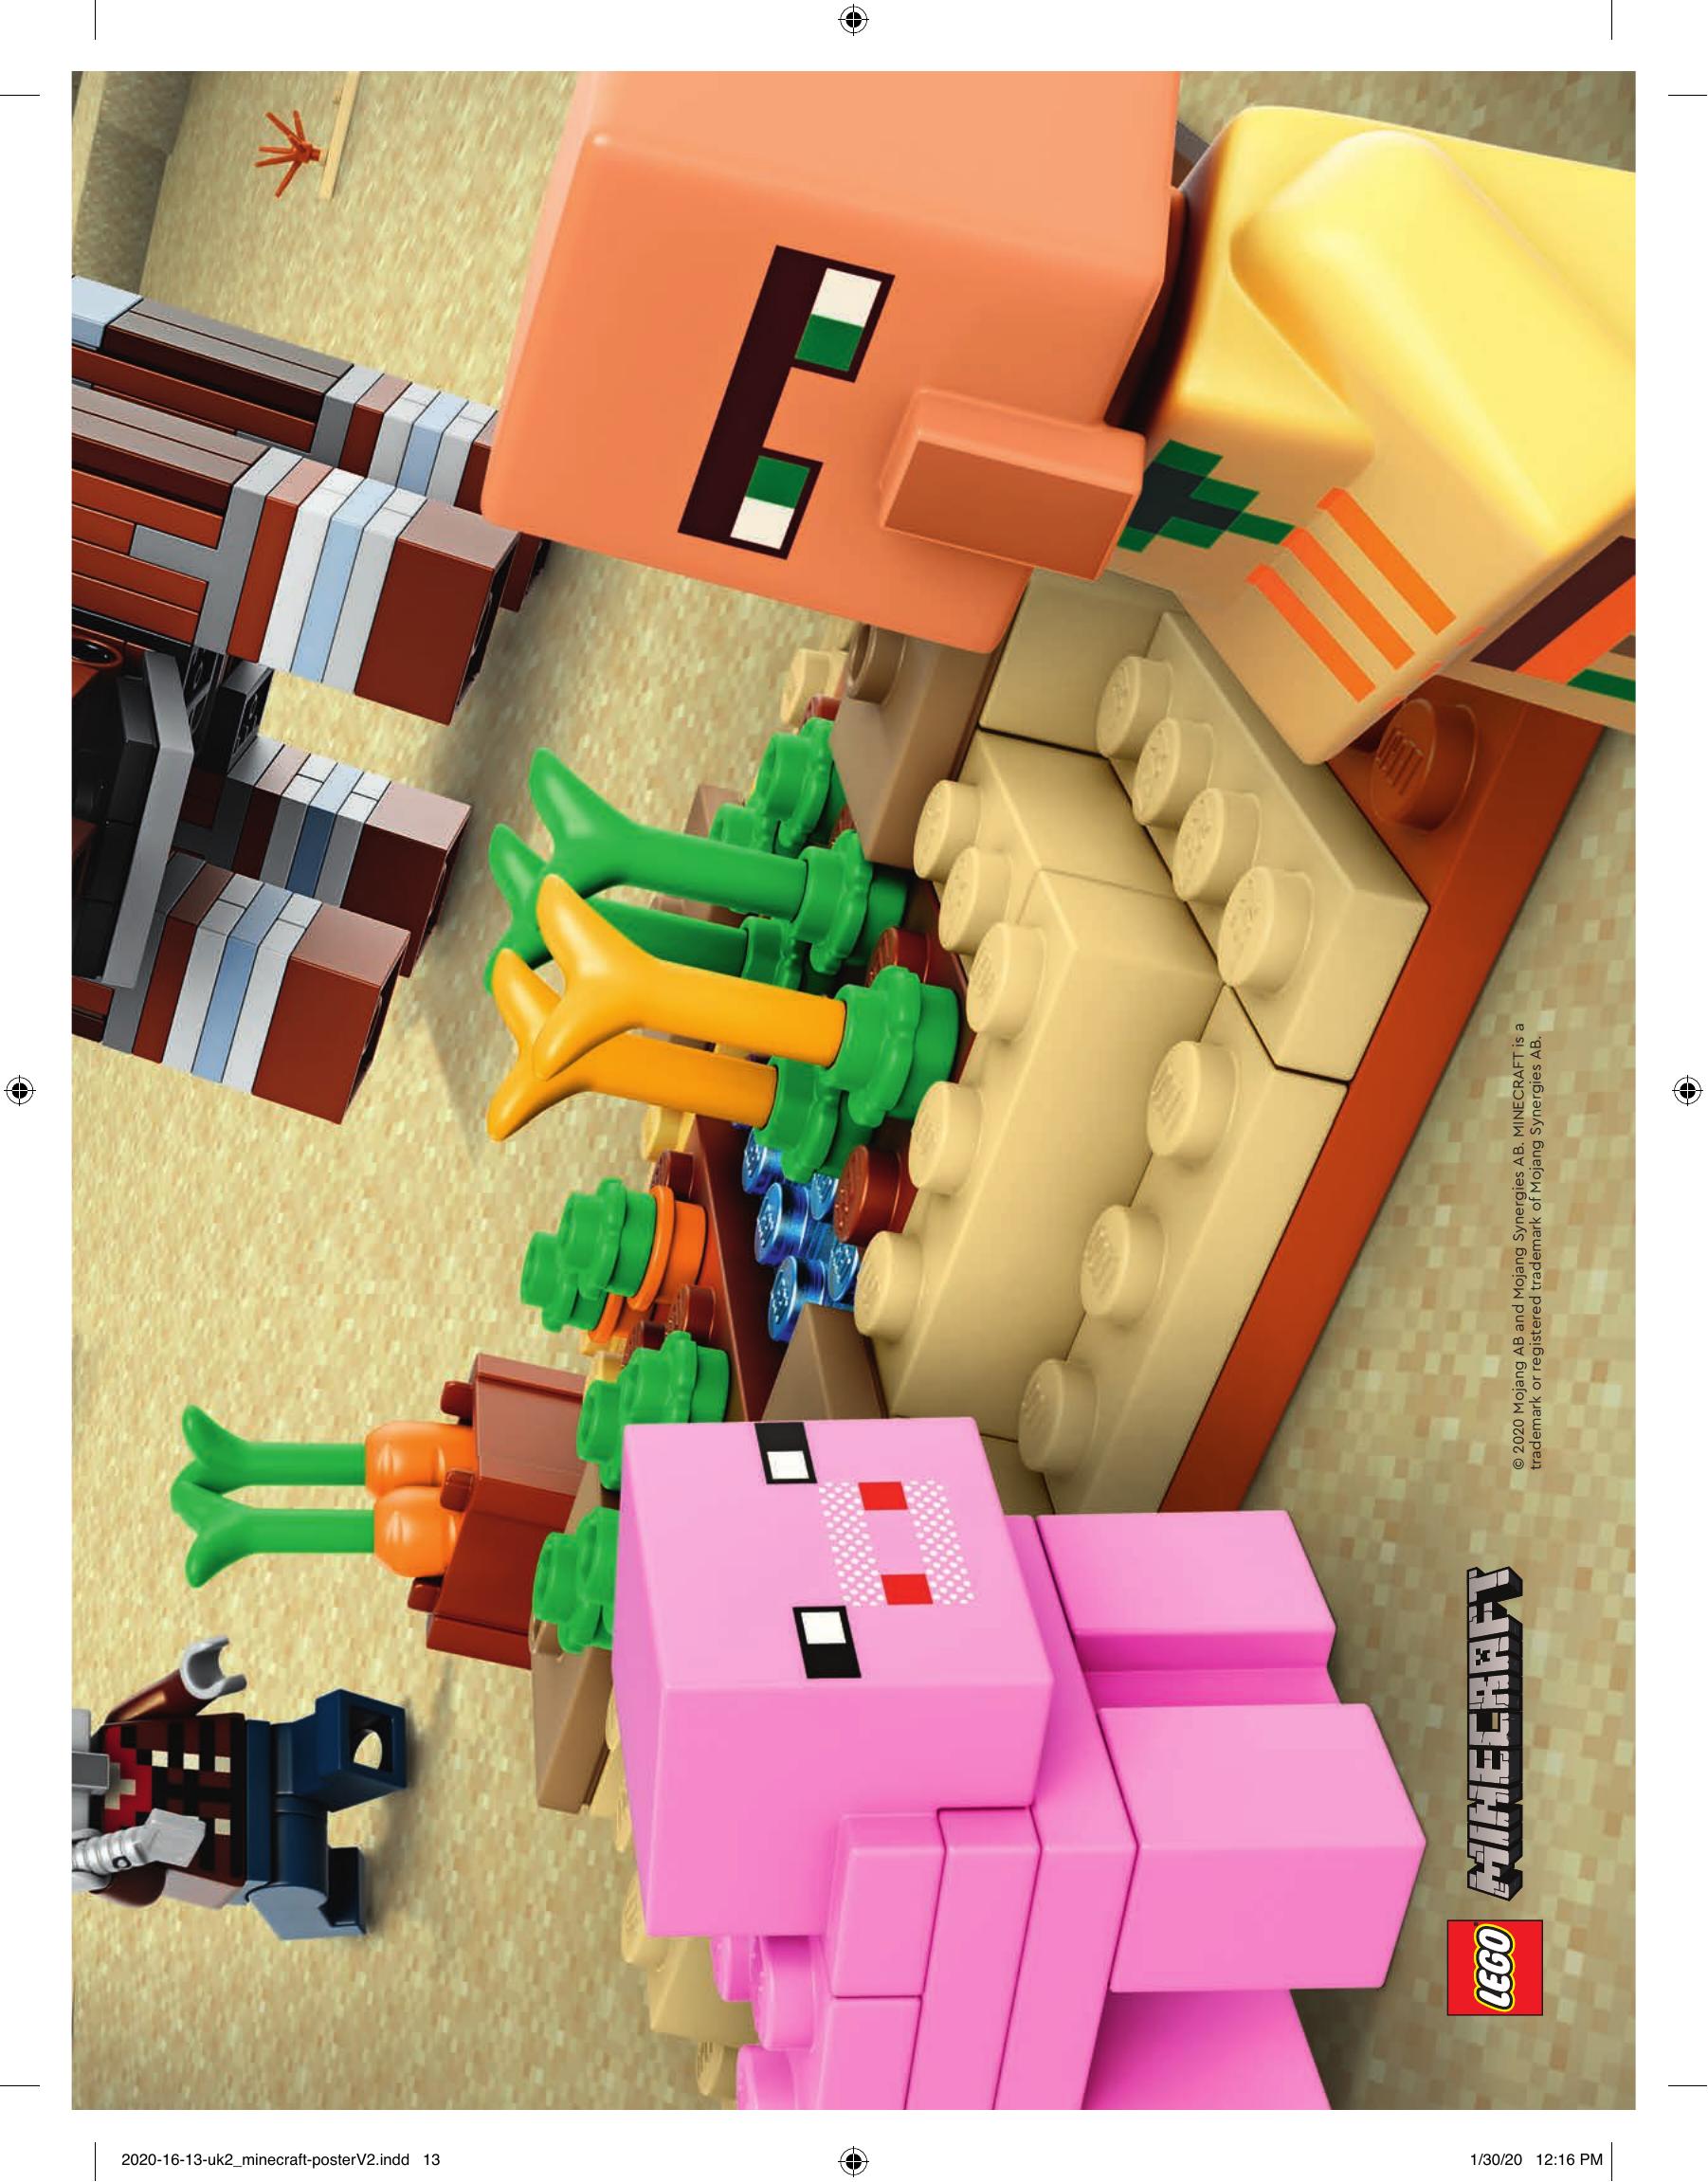 © 2020 Mojang AB and Mojang Synergies AB. MINECRAFT is a
trademark or registered trademark of Mojang Synergies AB.
LEGO
MINECRAFT
2020-16-13-uk2_minecraft-posterV2.indd 13
1/30/20 12:16 PM